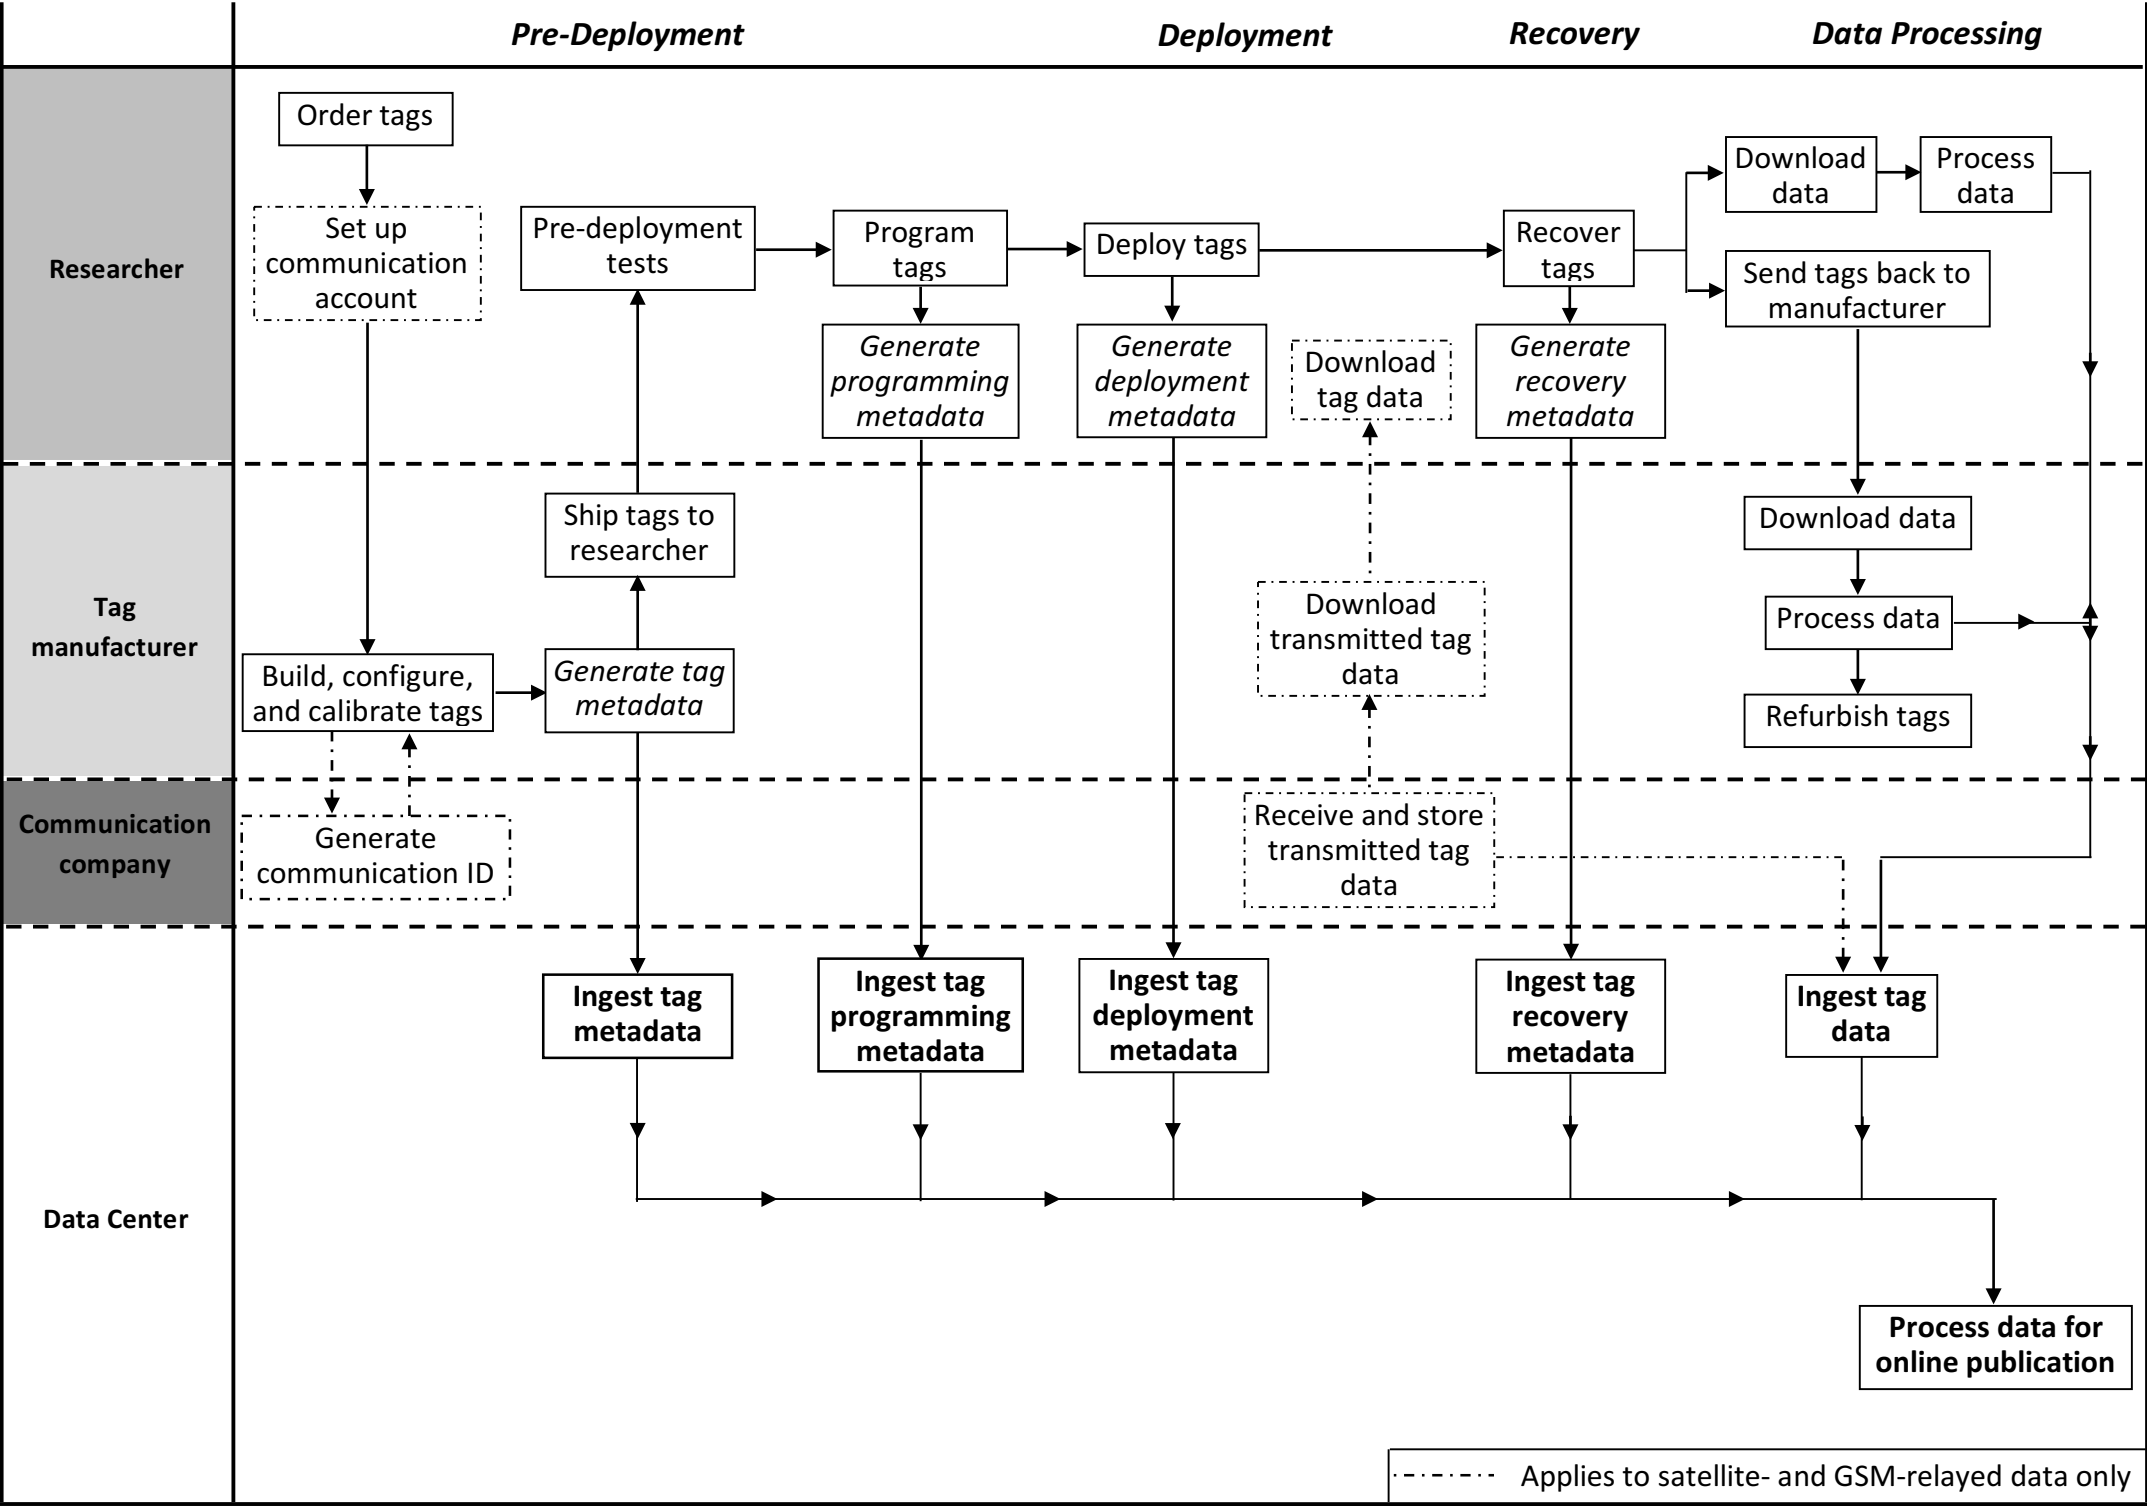 Pre-Deployment
Deployment
Recovery
Data Processing
Researcher
Order tags
Set up
communication
account
Pre-deployment
tests
Program
tags
Deploy tags
Recover
tags
Download
data
Process
data
Send tags back to
manufacturer
Generate
programming
metadata
Generate
deployment
metadata
Download
tag data
Generate
recovery
metadata
Tag
manufacturer
Ship tags to
researcher
Build, configure,
and calibrate tags
Generate tag
metadata
Download
transmitted tag
data
Download data
Process data
Refurbish tags
Communication
company
Generate
communication ID
Receive and store
transmitted tag
data
Data Center
Ingest tag
metadata
Ingest tag
programming
metadata
Ingest tag
deployment
metadata
Ingest tag
recovery
metadata
Ingest tag
data
Process data for
online publication
Applies to satellite- and GSM-relayed data only